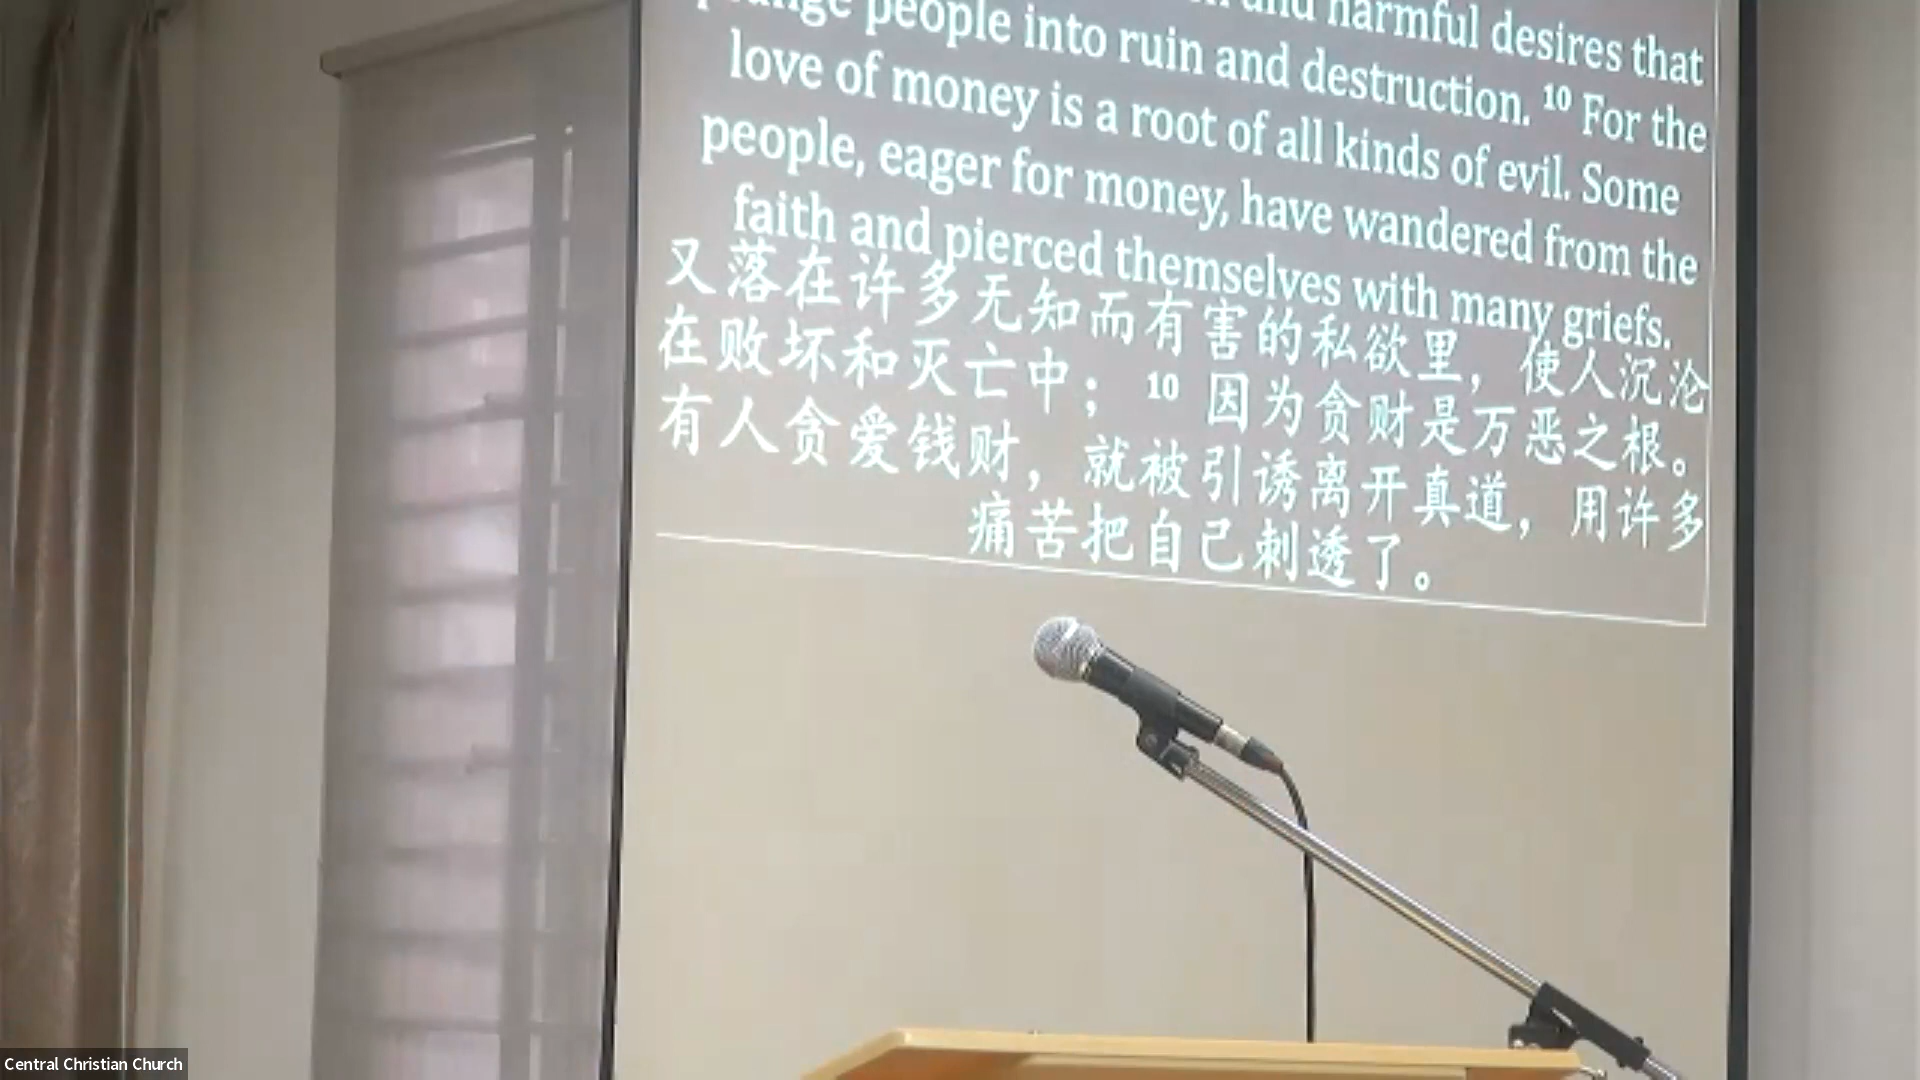 and harmful desires that
people into ruin and destruction. ¹⁰ For the
love of money is a root of all kinds of evil. Some
people, eager for money, have wandered from the
faith and pierced themselves with many griefs.
又落在许多无知而有害的私欲里，使人沉沦
在败坏和灭亡中； ¹⁰ 因为贪财是万恶之根。
有人贪爱钱财，就被引诱离开真道，用许多
痛苦把自己刺透了。
Central Christian Church